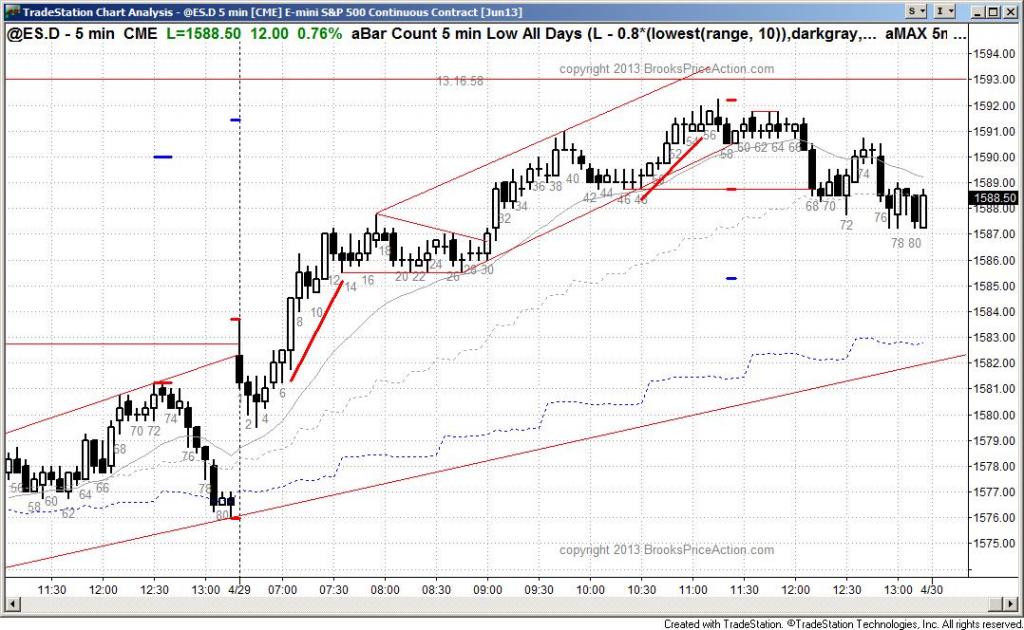 TradeStation Chart Analysis - @ES.D 5 min [CME] E-mini S&P 500 Continuous Contract [Jun13]
S I
@ES.D - 5 min CME L=1588.50 12.00 0.76% aBar Count 5 min Low All Days (L - 0.8*(lowest(range, 10)),darkgray,... aMAX 5m ...
1594.00
copyright 2013 BrooksPriceAction.com
13.16.58
1593.00
1592.00
1591.00
1590.00
1589.00
1588.50
1588.00
1587.00
1586.00
1585.00
1584.00
1583.00
1582.00
1581.00
1580.00
1579.00
1578.00
1577.00
1576.00
1575.00
56 58 60 62 64 66 68 70 72 74 76 78 80
2 4 6 8 10 12 14 16 18 20 22 24 26 28 30 32 34 36 38 40 42 44 46 48 50 52 54 56 58 60 62 64 66 68 70 72 74 76 78 80
copyright 2013 BrooksPriceAction.com
11:30 12:00 12:30 13:00 4/29 07:00 07:30 08:00 08:30 09:00 09:30 10:00 10:30 11:00 11:30 12:00 12:30 13:00 4/30
Created with TradeStation. ©TradeStation Technologies, Inc. All rights reserved.